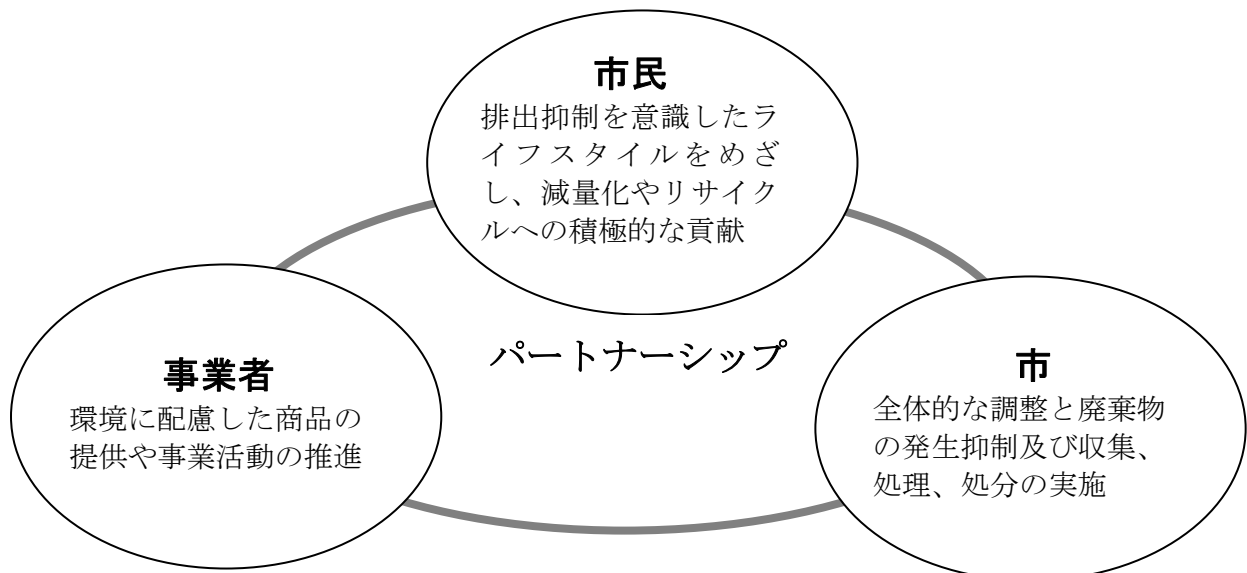 市民
排出抑制を意識したラ
イフスタイルをめざ
し、減量化やリサイク
ルへの積極的な貢献
パートナーシップ
事業者
環境に配慮した商品の
提供や事業活動の推進
市
全体的な調整と廃棄物
の発生抑制及び収集、
処理、処分の実施